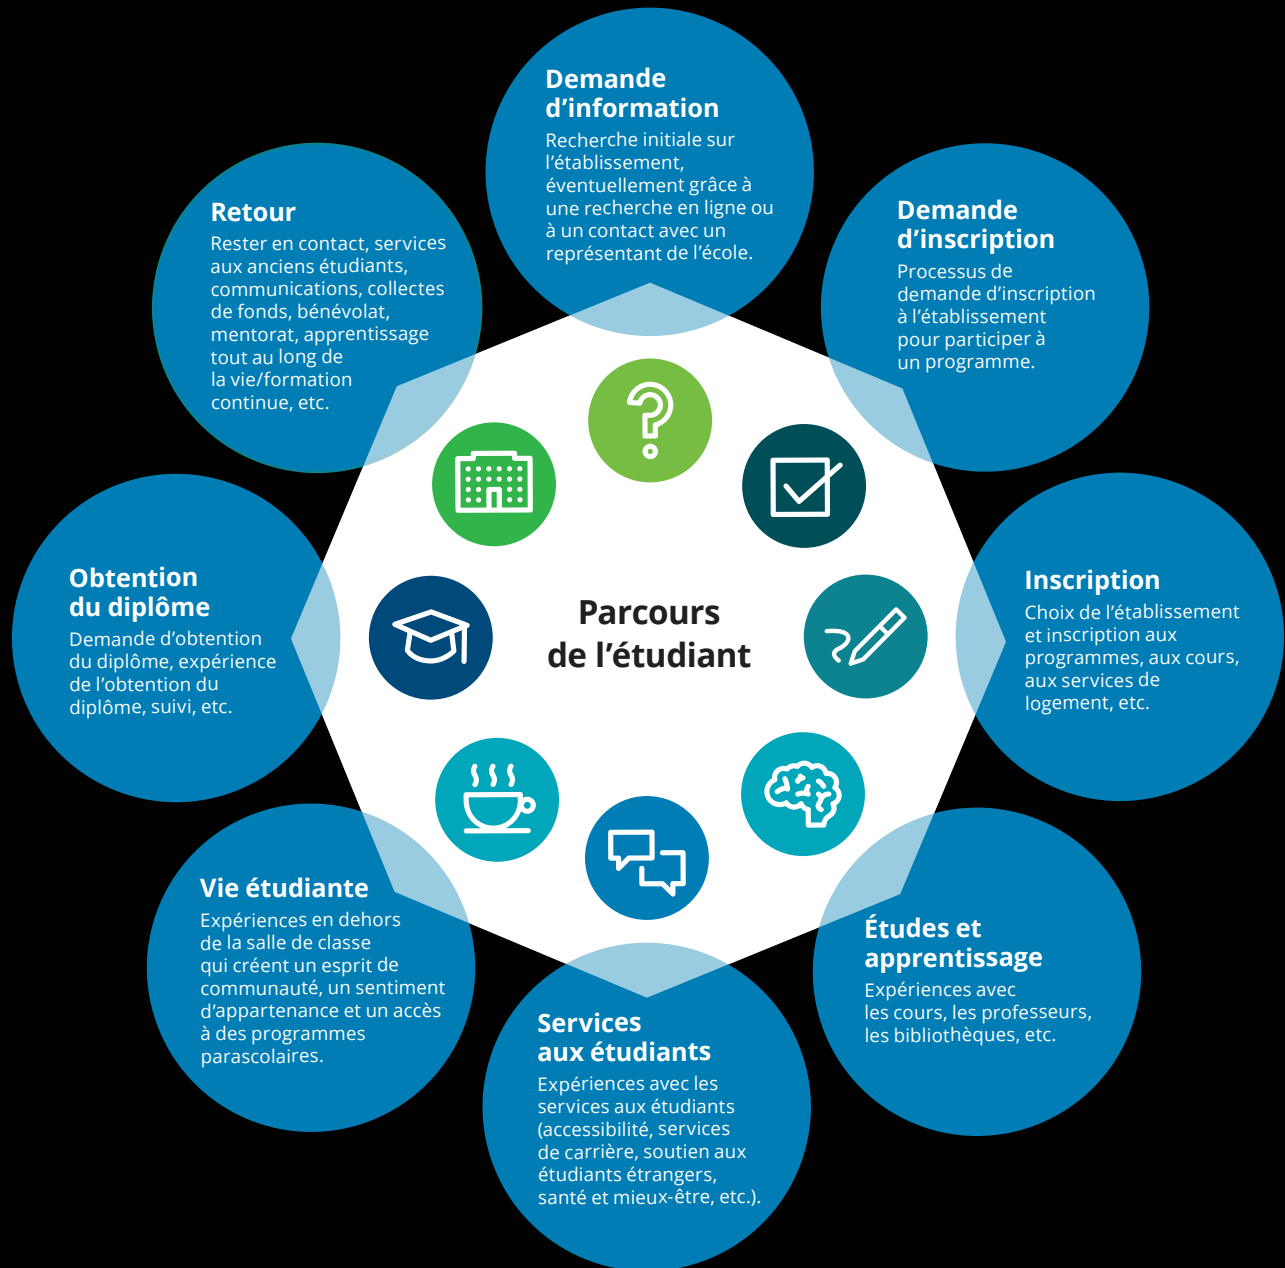 Demande
d’information
Recherche initiale sur
l’établissement,
éventuellement grâce à
une recherche en ligne ou
à un contact avec un
représentant de l’école.
Demande
d’inscription
Processus de
demande d’inscription
à l’établissement
pour participer à
un programme.
Inscription
Choix de l’établissement
et inscription aux
programmes, aux cours,
aux services de
logement, etc.
Études et
apprentissage
Expériences avec
les cours, les professeurs,
les bibliothèques, etc.
Services
aux étudiants
Expériences avec les
services aux étudiants
(accessibilité, services
de carrière, soutien aux
étudiants étrangers,
santé et mieux-être, etc.).
Vie étudiante
Expériences en dehors
de la salle de classe
qui créent un esprit de
communauté, un sentiment
d’appartenance et un accès
à des programmes
parascolaires.
Obtention
du diplôme
Demande d’obtention
du diplôme, expérience
de l’obtention du
diplôme, suivi, etc.
Retour
Rester en contact, services
aux anciens étudiants,
communications, collectes
de fonds, bénévolat,
mentorat, apprentissage
tout au long de
la vie/formation
continue, etc.
Parcours
de l’étudiant